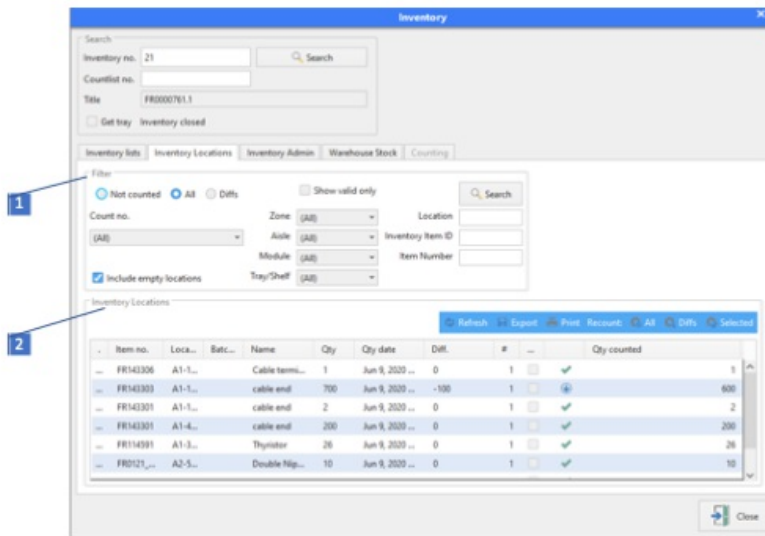 Inventory
Search
Inventory no. 21 Search
Countlist no.
Title FR0000761.1
Get tray Inventory closed
Inventory lists Inventory Locations Inventory Admin Warehouse Stock Counting
1
Filter
Not counted All Diffs Show valid only Search
Count no. Zone (All) Location
(All) Aisle (All) Inventory Item ID
Module (All) Item Number
Include empty locations Tray/Shelf (All)
2
Inventory Locations
Refresh Export Print Recount: All Diffs Selected
. Item no. Loca... Batc... Name Qty Qty date Diff. # ... Qty counted
... FR143306 A1-1... Cable termi... 1 Jun 9, 2020 ... 0 1 1
... FR143303 A1-1... cable end 700 Jun 9, 2020 ... -100 1 600
... FR143301 A1-1... cable end 2 Jun 9, 2020 ... 0 1 2
... FR143301 A1-4... cable end 200 Jun 9, 2020 ... 0 1 200
... FR114591 A1-3... Thyristor 26 Jun 9, 2020 ... 0 1 26
... FR0121_... A2-5... Double Nip... 10 Jun 9, 2020 ... 0 1 10
Close